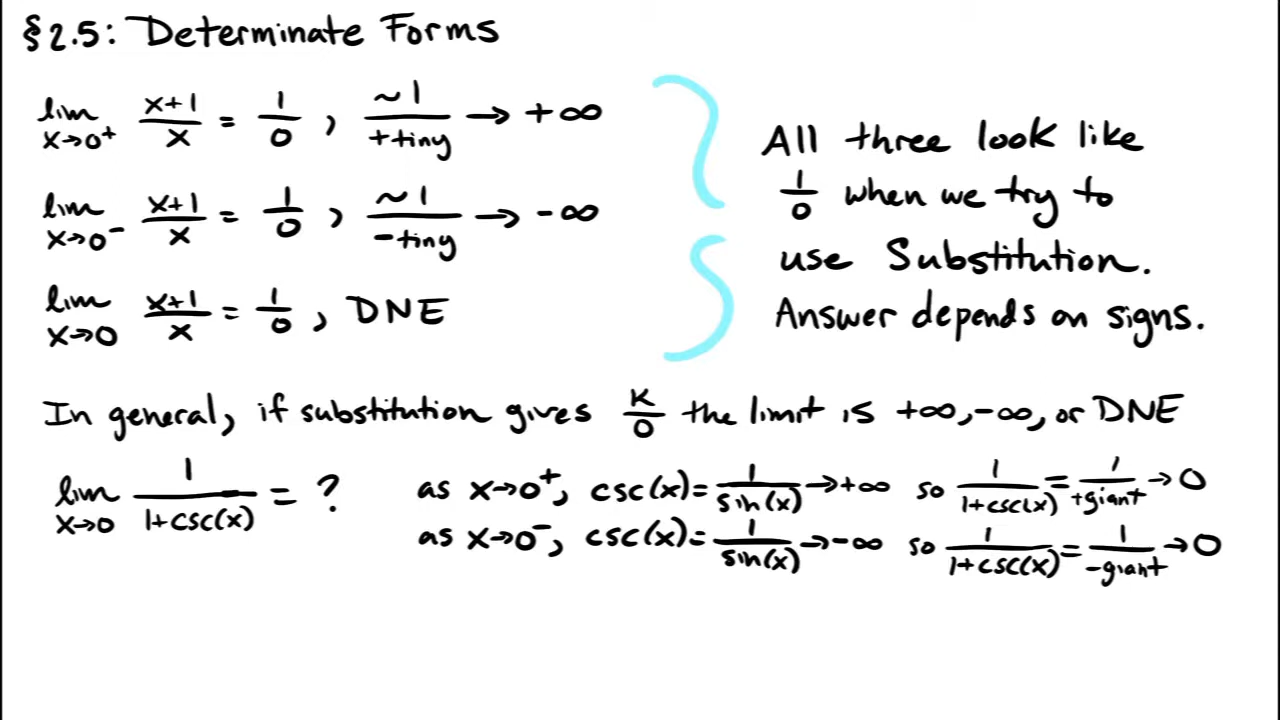 §2.5: Determinate Forms
lim x→0⁺ (x+1)/x = 1/0, ~1/+tiny → +∞
lim x→0⁻ (x+1)/x = 1/0, ~1/-tiny → -∞
lim x→0 (x+1)/x = 1/0, DNE
All three look like
1/0 when we try to
use Substitution.
Answer depends on signs.
In general, if substitution gives K/0 the limit is +∞, -∞, or DNE
lim x→0 1/(1+csc(x)) = ?
as x→0⁺, csc(x) = 1/sin(x) → +∞ so 1/(1+csc(x)) = 1/+giant → 0
as x→0⁻, csc(x) = 1/sin(x) → -∞ so 1/(1+csc(x)) = 1/-giant → 0